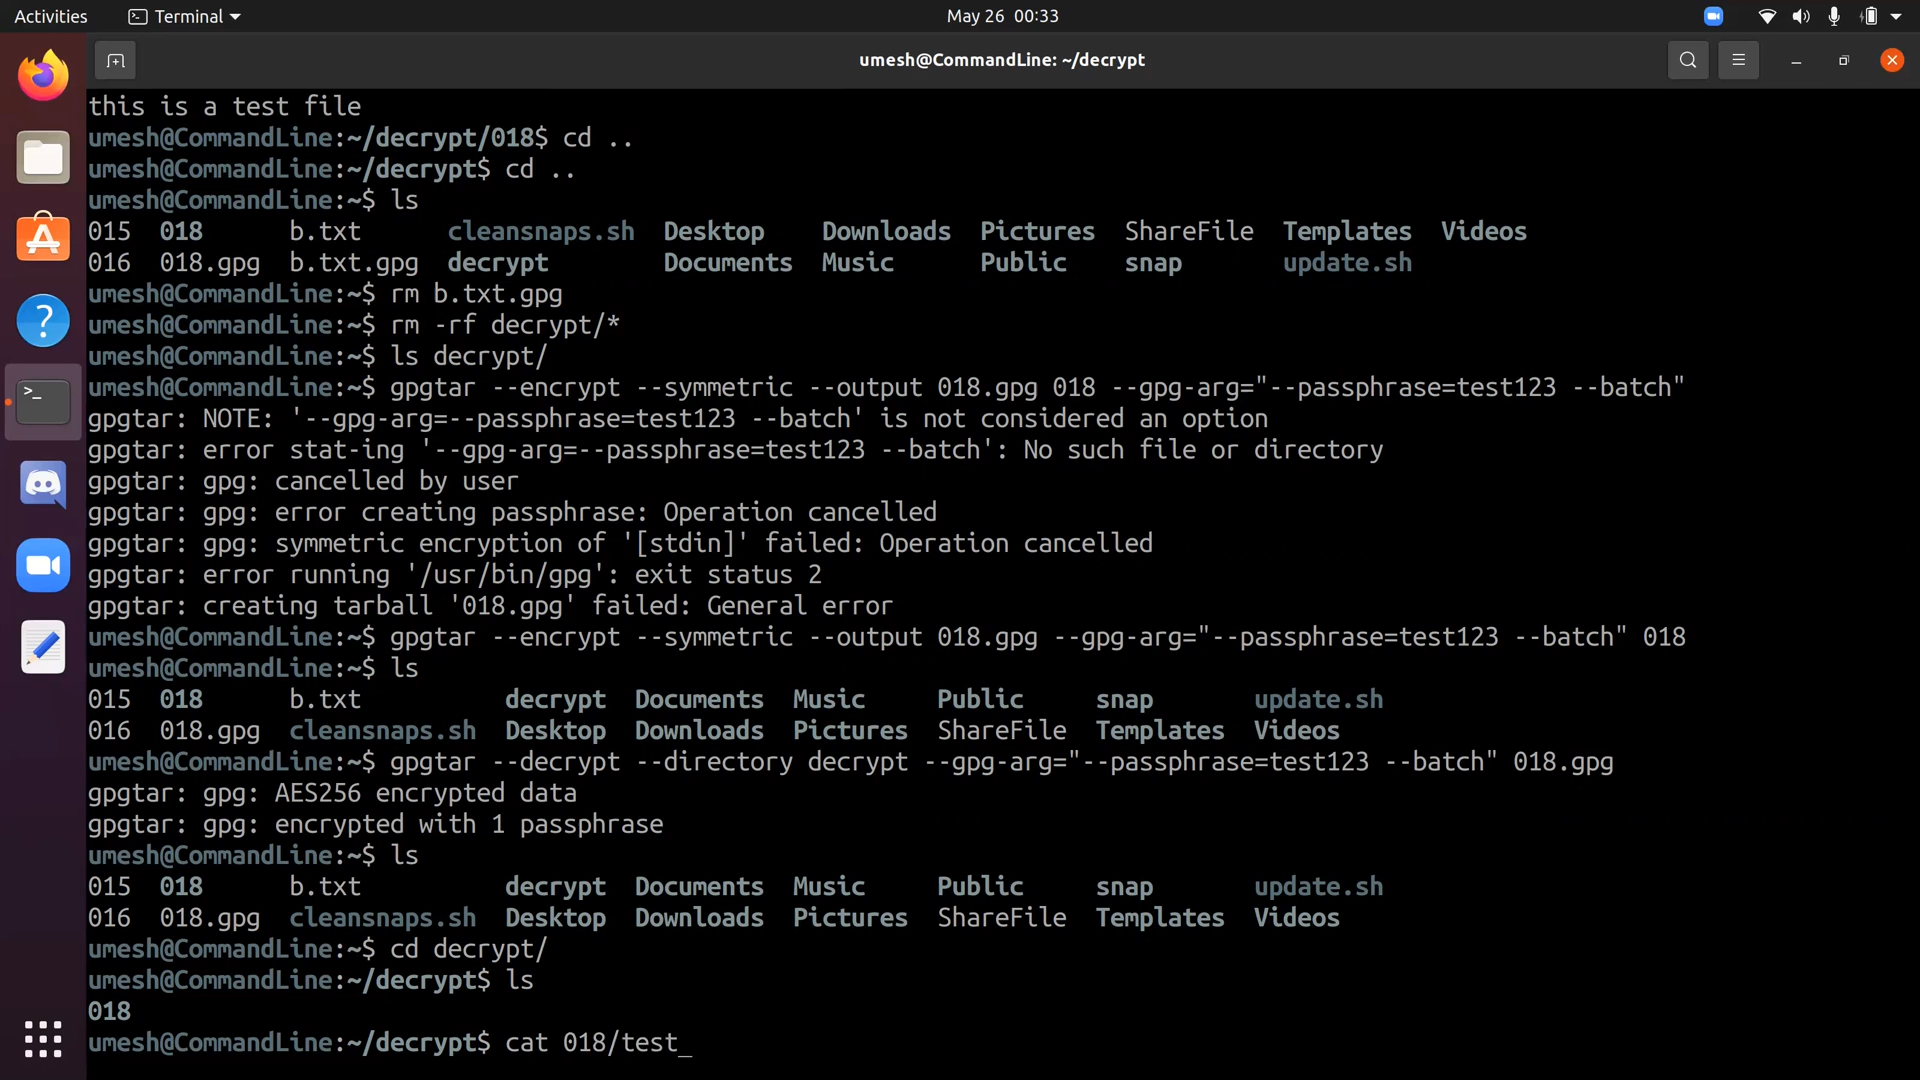 Activities Terminal May 26 00:33
umesh@CommandLine: ~/decrypt
this is a test file
umesh@CommandLine:~/decrypt/018$ cd ..
umesh@CommandLine:~/decrypt$ cd ..
umesh@CommandLine:~$ ls
015 018 b.txt cleansnaps.sh Desktop Downloads Pictures ShareFile Templates Videos
016 018.gpg b.txt.gpg decrypt Documents Music Public snap update.sh
umesh@CommandLine:~$ rm b.txt.gpg
umesh@CommandLine:~$ rm -rf decrypt/*
umesh@CommandLine:~$ ls decrypt/
umesh@CommandLine:~$ gpgtar --encrypt --symmetric --output 018.gpg 018 --gpg-arg="--passphrase=test123 --batch"
gpgtar: NOTE: '--gpg-arg=--passphrase=test123 --batch' is not considered an option
gpgtar: error stat-ing '--gpg-arg=--passphrase=test123 --batch': No such file or directory
gpgtar: gpg: cancelled by user
gpgtar: gpg: error creating passphrase: Operation cancelled
gpgtar: gpg: symmetric encryption of '[stdin]' failed: Operation cancelled
gpgtar: error running '/usr/bin/gpg': exit status 2
gpgtar: creating tarball '018.gpg' failed: General error
umesh@CommandLine:~$ gpgtar --encrypt --symmetric --output 018.gpg --gpg-arg="--passphrase=test123 --batch" 018
umesh@CommandLine:~$ ls
015 018 b.txt decrypt Documents Music Public snap update.sh
016 018.gpg cleansnaps.sh Desktop Downloads Pictures ShareFile Templates Videos
umesh@CommandLine:~$ gpgtar --decrypt --directory decrypt --gpg-arg="--passphrase=test123 --batch" 018.gpg
gpgtar: gpg: AES256 encrypted data
gpgtar: gpg: encrypted with 1 passphrase
umesh@CommandLine:~$ ls
015 018 b.txt decrypt Documents Music Public snap update.sh
016 018.gpg cleansnaps.sh Desktop Downloads Pictures ShareFile Templates Videos
umesh@CommandLine:~$ cd decrypt/
umesh@CommandLine:~/decrypt$ ls
018
umesh@CommandLine:~/decrypt$ cat 018/test_